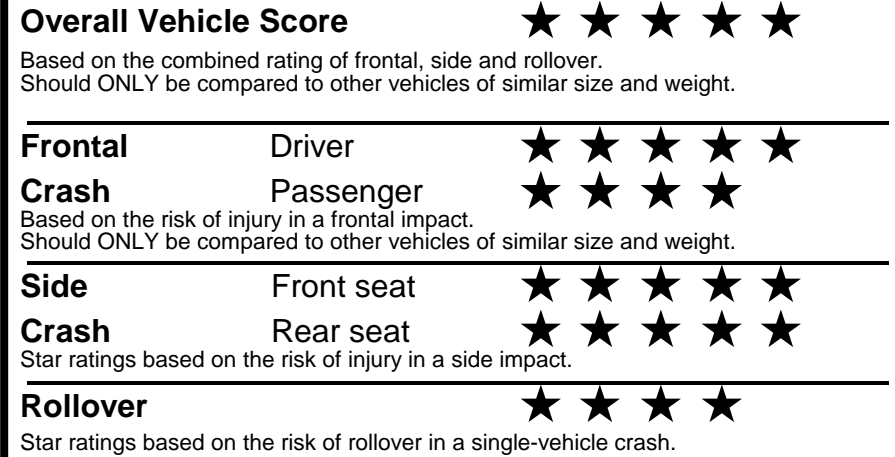 Overall Vehicle Score ★ ★ ★ ★ ★
Based on the combined rating of frontal, side and rollover.
Should ONLY be compared to other vehicles of similar size and weight.
Frontal Driver ★ ★ ★ ★ ★
Crash Passenger ★ ★ ★ ★
Based on the risk of injury in a frontal impact.
Should ONLY be compared to other vehicles of similar size and weight.
Side Front seat ★ ★ ★ ★ ★
Crash Rear seat ★ ★ ★ ★ ★
Star ratings based on the risk of injury in a side impact.
Rollover ★ ★ ★ ★
Star ratings based on the risk of rollover in a single-vehicle crash.